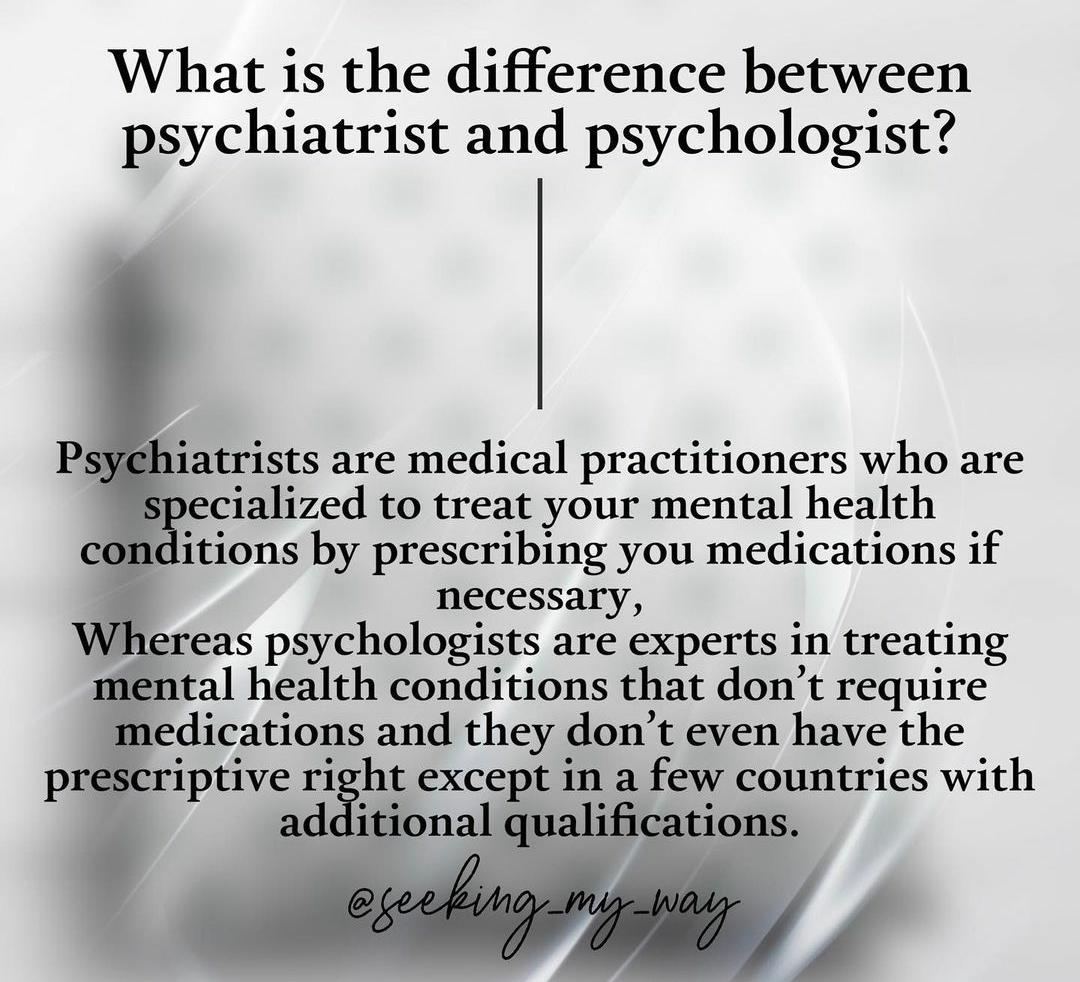 What is the difference between
psychiatrist and psychologist?
Psychiatrists are medical practitioners who are
specialized to treat your mental health
conditions by prescribing you medications if
necessary,
Whereas psychologists are experts in treating
mental health conditions that don't require
medications and they don't even have the
prescriptive right except in a few countries with
additional qualifications.
@seeking_my_way